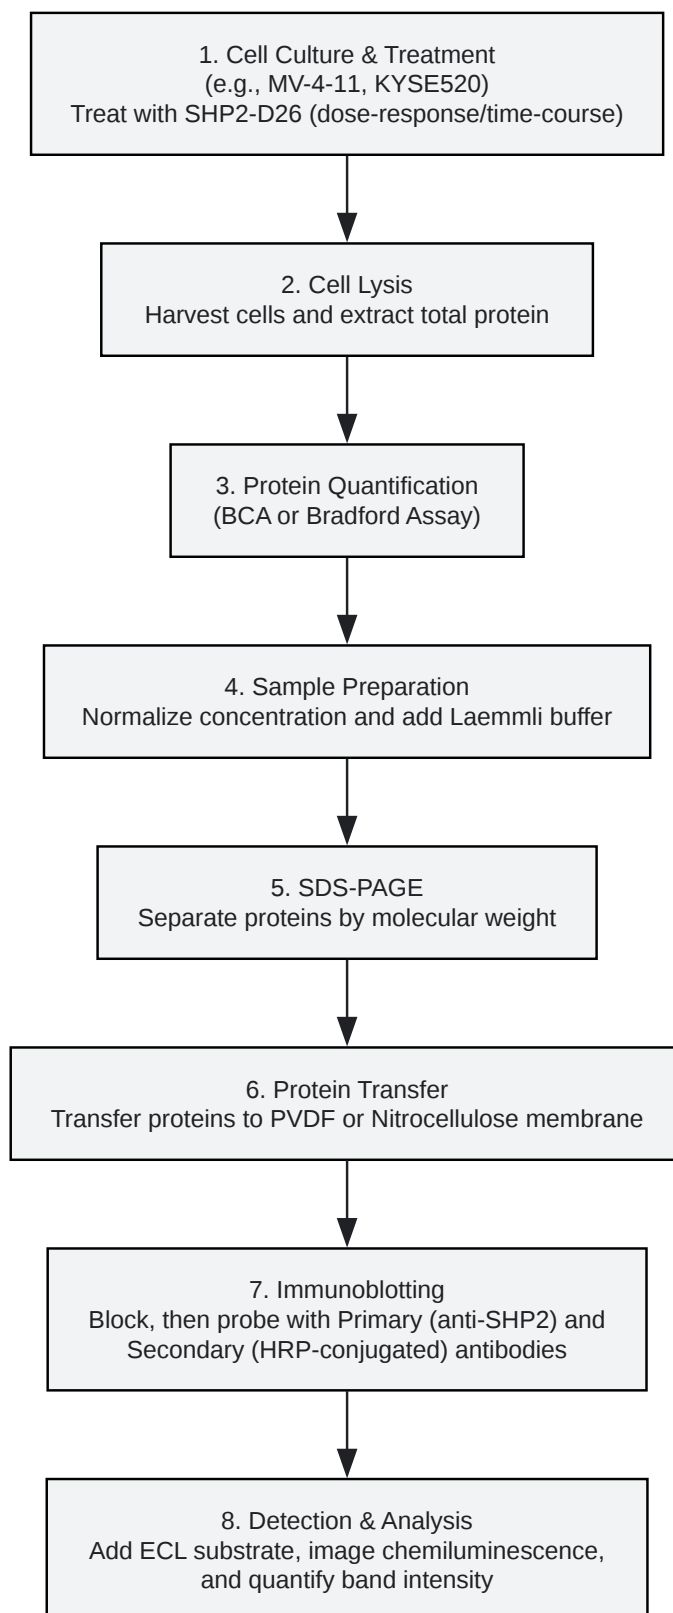 1. Cell Culture & Treatment
(e.g., MV-4-11, KYSE520)
Treat with SHP2-D26 (dose-response/time-course)
2. Cell Lysis
Harvest cells and extract total protein
3. Protein Quantification
(BCA or Bradford Assay)
4. Sample Preparation
Normalize concentration and add Laemmli buffer
5. SDS-PAGE
Separate proteins by molecular weight
6. Protein Transfer
Transfer proteins to PVDF or Nitrocellulose membrane
7. Immunoblotting
Block, then probe with Primary (anti-SHP2) and
Secondary (HRP-conjugated) antibodies
8. Detection & Analysis
Add ECL substrate, image chemiluminescence,
and quantify band intensity